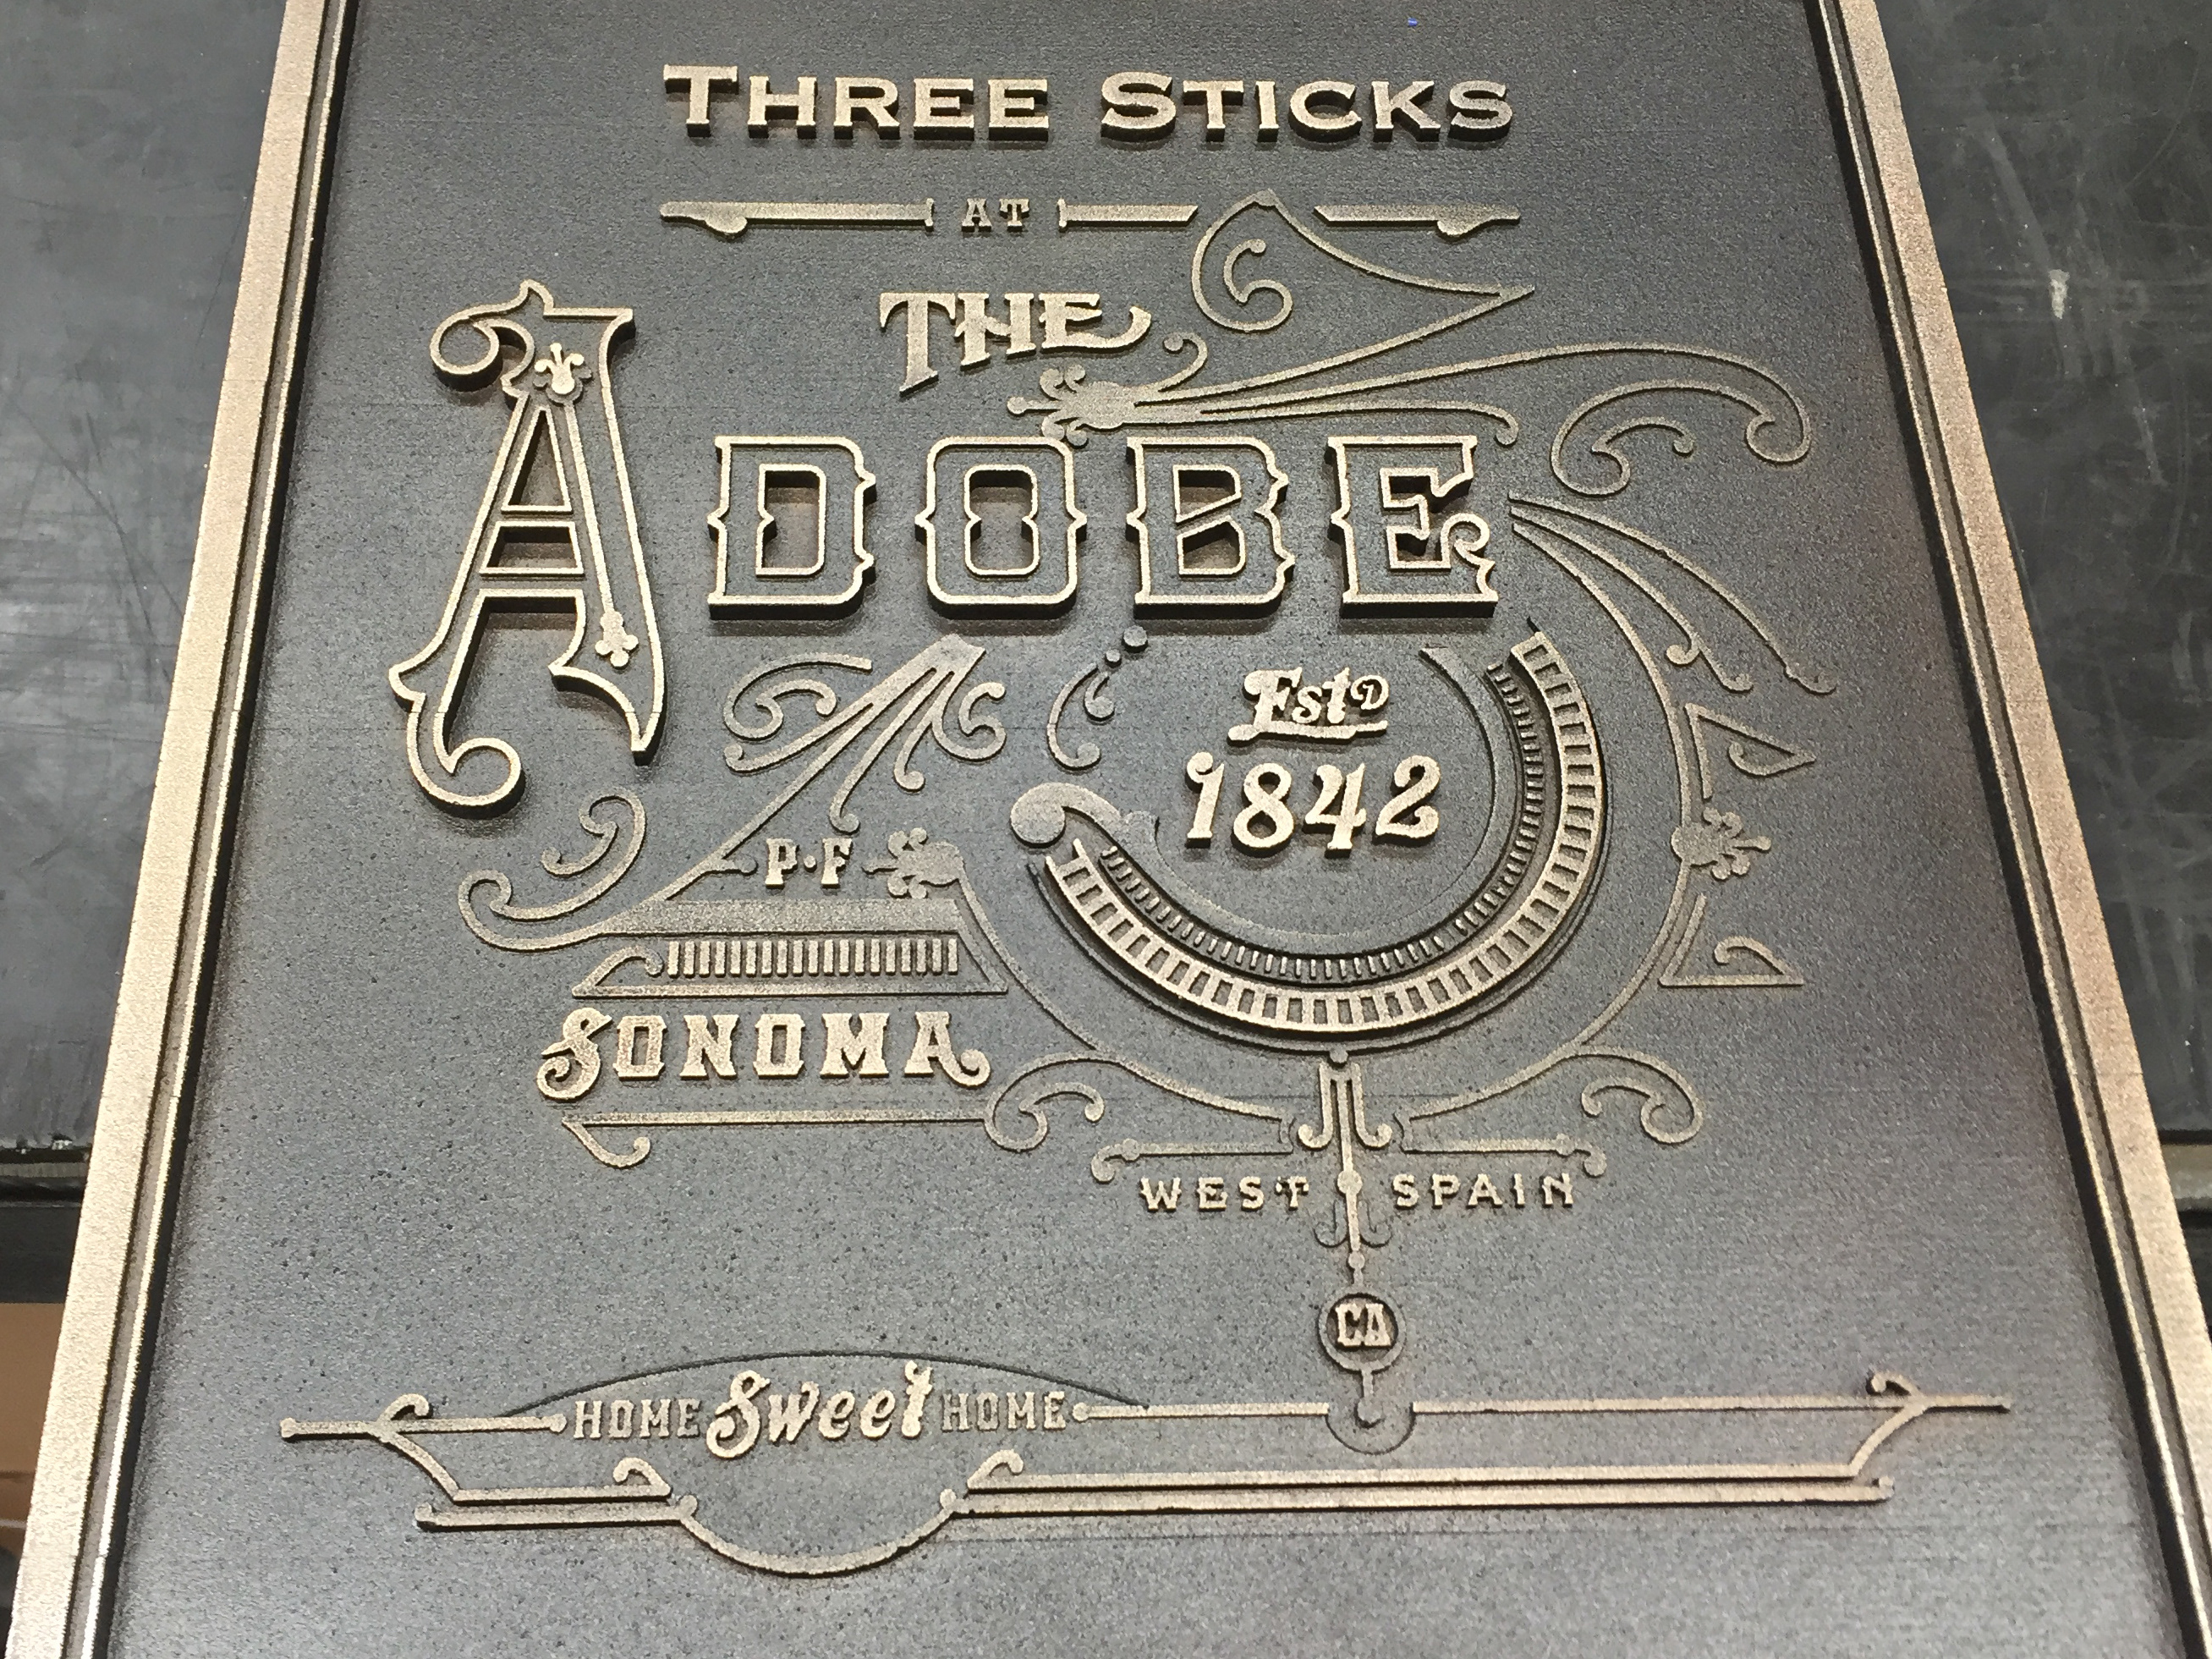 THREE STICKS
AT
THE
ADOBE
Estᴰ
1842
P·F
SONOMA
WEST SPAIN
CA
HOME Sweet HOME